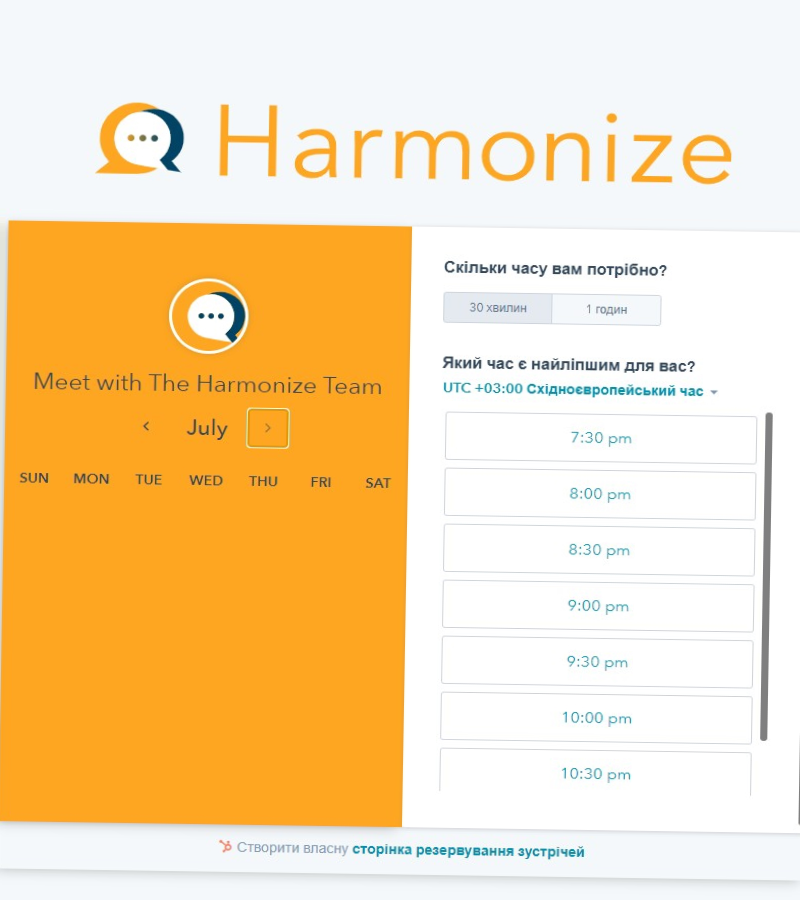 Harmonize
Meet with The Harmonize Team
July
SUN MON TUE WED THU FRI SAT
Скільки часу вам потрібно?
30 хвилин 1 годин
Який час є найліпшим для вас?
UTC +03:00 Східноєвропейський час
7:30 pm
8:00 pm
8:30 pm
9:00 pm
9:30 pm
10:00 pm
10:30 pm
Створити власну сторінка резервування зустрічей